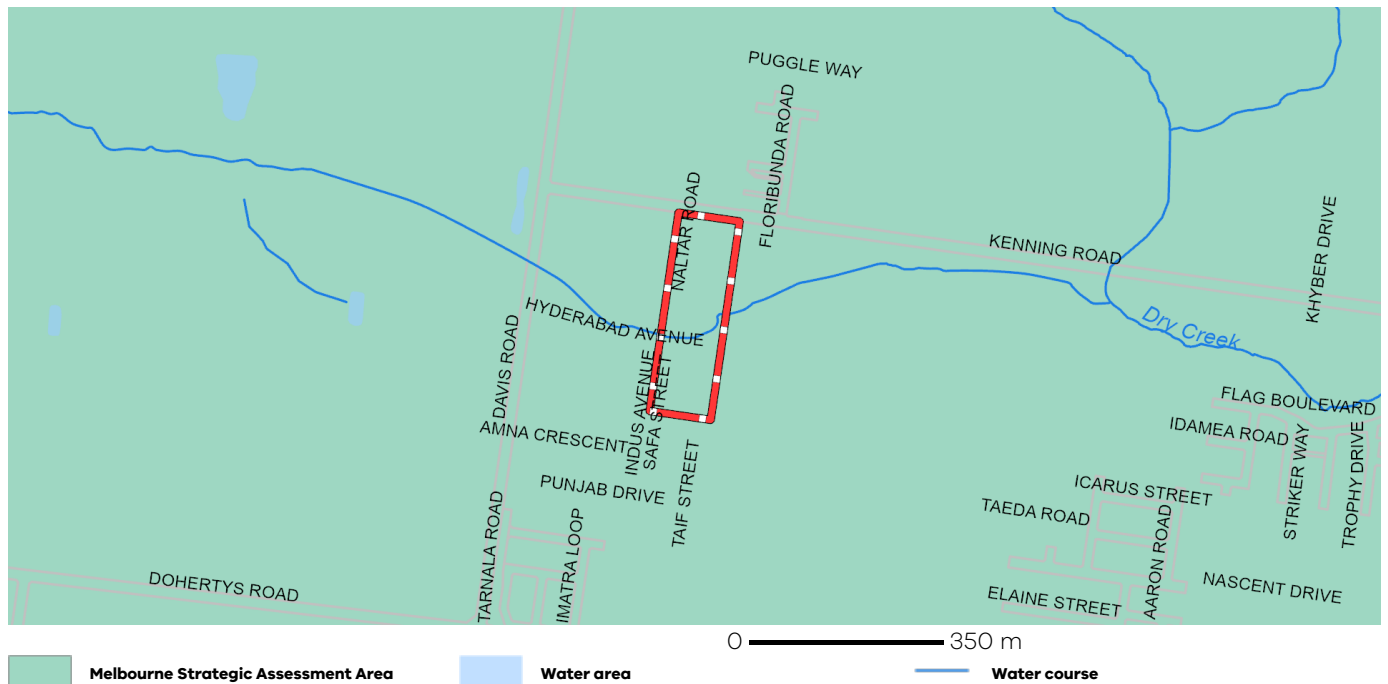 PUGGLE WAY
FLORIBUNDA ROAD
NALTAR ROAD
KENNING ROAD
KHYBER DRIVE
HYDERABAD AVENUE
Dry Creek
DAVIS ROAD
INDUS AVENUE
SAFA STREET
FLAG BOULEVARD
AMNA CRESCENT
IDAMEA ROAD
STRIKER WAY
TROPHY DRIVE
PUNJAB DRIVE
TAIF STREET
ICARUS STREET
TAEDA ROAD
TARNALA ROAD
IMATRA LOOP
AARON ROAD
DOHERTYS ROAD
NASCENT DRIVE
ELAINE STREET
0 350 m
Melbourne Strategic Assessment Area
Water area
Water course